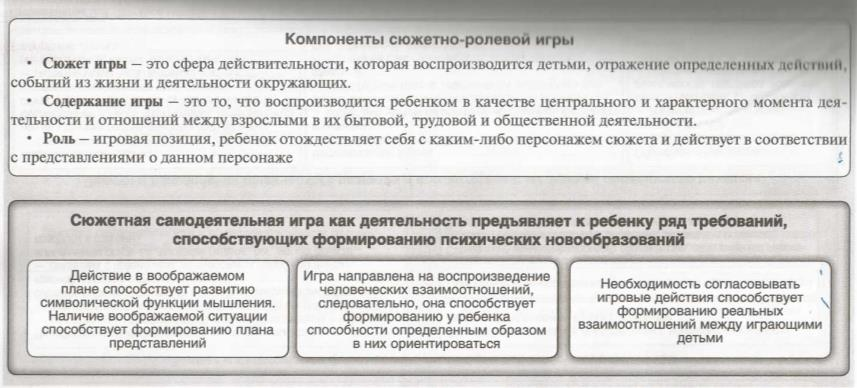 Компоненты сюжетно-ролевой игры
• Сюжет игры – это сфера действительности, которая воспроизводится детьми, отражение определенных действий,
событий из жизни и деятельности окружающих.
• Содержание игры – это то, что воспроизводится ребенком в качестве центрального и характерного момента дея-
тельности и отношений между взрослыми в их бытовой, трудовой и общественной деятельности.
• Роль – игровая позиция, ребенок отождествляет себя с каким-либо персонажем сюжета и действует в соответствии
с представлениями о данном персонаже
Сюжетная самодеятельная игра как деятельность предъявляет к ребенку ряд требований,
способствующих формированию психических новообразований
Действие в воображаемом
плане способствует развитию
символической функции мышления.
Наличие воображаемой ситуации
способствует формированию плана
представлений
Игра направлена на воспроизведение
человеческих взаимоотношений,
следовательно, она способствует
формированию у ребенка
способности определенным образом
в них ориентироваться
Необходимость согласовывать
игровые действия способствует
формированию реальных
взаимоотношений между играющими
детьми